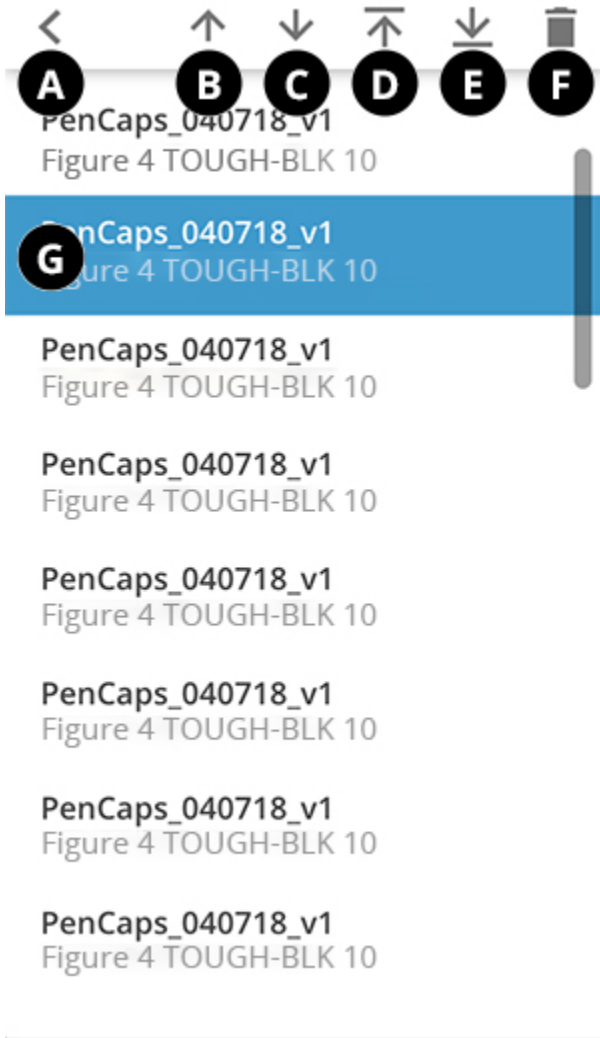 A
B
C
D
E
F
PenCaps_040718_v1
Figure 4 TOUGH-BLK 10
nCaps_040718_v1
G
ure 4 TOUGH-BLK 10
PenCaps_040718_v1
Figure 4 TOUGH-BLK 10
PenCaps_040718_v1
Figure 4 TOUGH-BLK 10
PenCaps_040718_v1
Figure 4 TOUGH-BLK 10
PenCaps_040718_v1
Figure 4 TOUGH-BLK 10
PenCaps_040718_v1
Figure 4 TOUGH-BLK 10
PenCaps_040718_v1
Figure 4 TOUGH-BLK 10